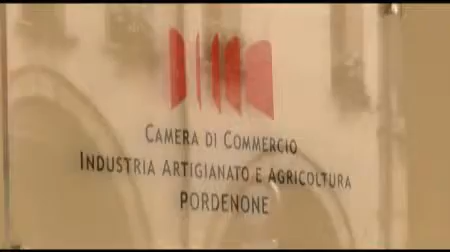 CAMERA DI COMMERCIO
INDUSTRIA ARTIGIANATO E AGRICOLTURA
PORDENONE